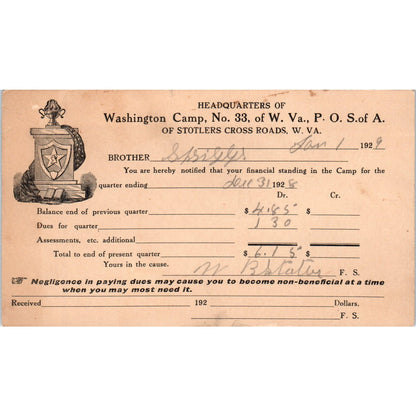 HEADQUARTERS OF
Washington Camp, No. 33, of W. Va., P. O. S. of A.
OF STOTLERS CROSS ROADS, W. VA.
Jan 1 1929
BROTHER Spriggs
You are hereby notified that your financial standing in the Camp for the
quarter ending Dec 31 1928
Dr. Cr.
Balance end of previous quarter $ 4.85 $
Dues for quarter 1 30
Assessments, etc. additional
Total to end of present quarter $ 6.15 $
Yours in the cause,
W F. S.
☞ Negligence in paying dues may cause you to become non-beneficial at a time
when you may most need it.
Received 192 Dollars.
F. S.